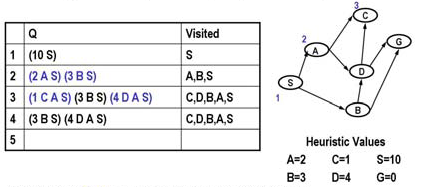 Q Visited
1 (10 S) S
2 (2 A S) (3 B S) A,B,S
3 (1 C A S) (3 B S) (4 D A S) C,D,B,A,S
4 (3 B S) (4 D A S) C,D,B,A,S
5
3
C
2
G
A
D
S
1
B
Heuristic Values
A=2 C=1 S=10
B=3 D=4 G=0